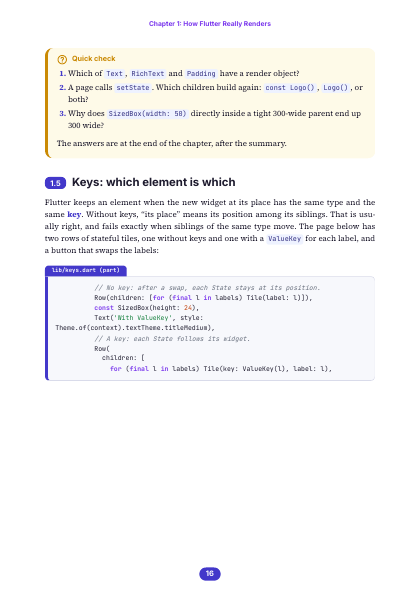 Chapter 1: How Flutter Really Renders
Quick check
1. Which of Text, RichText and Padding have a render object?
2. A page calls setState. Which children build again: const Logo(), Logo(), or
both?
3. Why does SizedBox(width: 50) directly inside a tight 300-wide parent end up
300 wide?
The answers are at the end of the chapter, after the summary.
1.5 Keys: which element is which
Flutter keeps an element when the new widget at its place has the same type and the
same key. Without keys, “its place” means its position among its siblings. That is usu-
ally right, and fails exactly when siblings of the same type move. The page below has
two rows of stateful tiles, one without keys and one with a ValueKey for each label, and
a button that swaps the labels:
lib/keys.dart (part)
// No key: after a swap, each State stays at its position.
Row(children: [for (final l in labels) Tile(label: l)]),
const SizedBox(height: 24),
Text('With ValueKey', style:
Theme.of(context).textTheme.titleMedium),
// A key: each State follows its widget.
Row(
children: [
for (final l in labels) Tile(key: ValueKey(l), label: l),
16